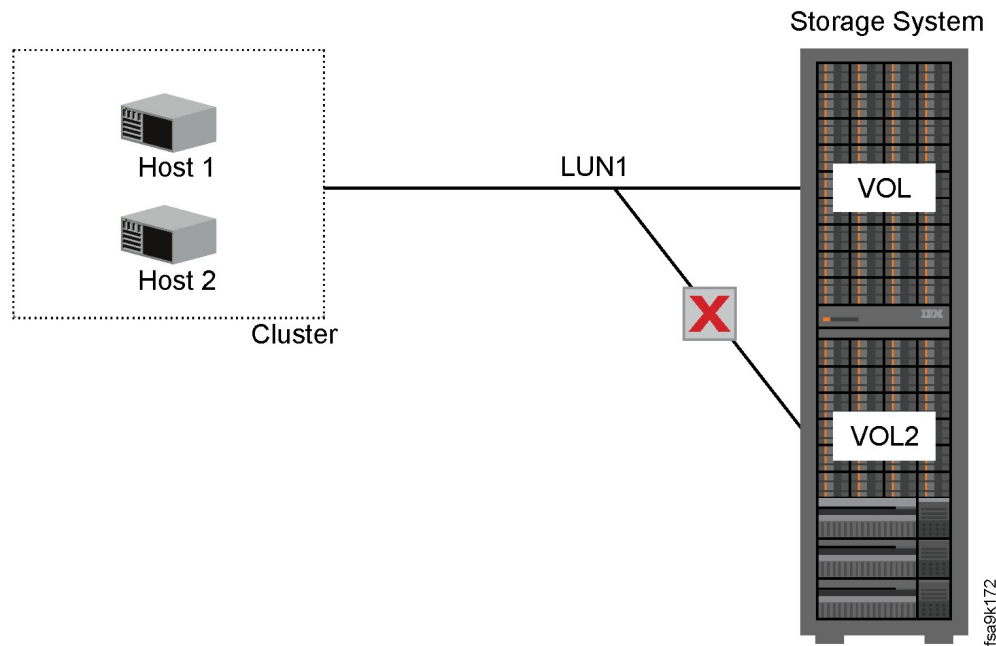 Storage System
Host 1
LUN1
VOL
Host 2
IBM
Cluster
VOL2
fsa9k172